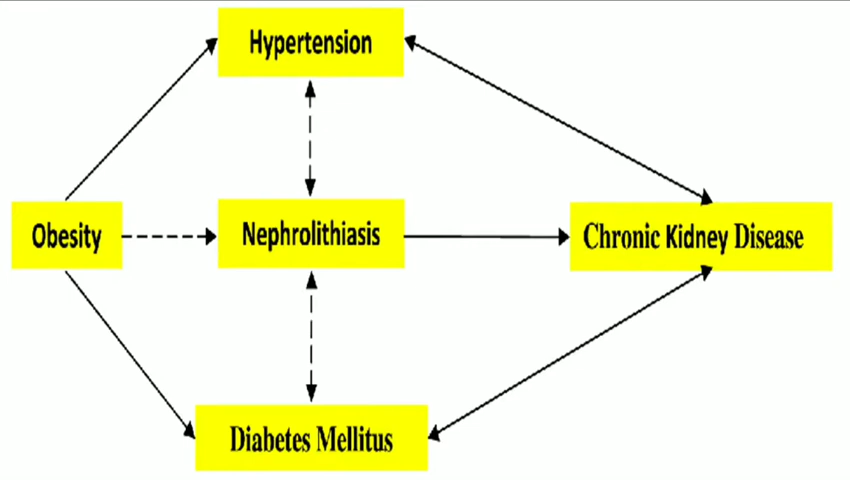 Hypertension
Obesity
Nephrolithiasis
Chronic Kidney Disease
Diabetes Mellitus